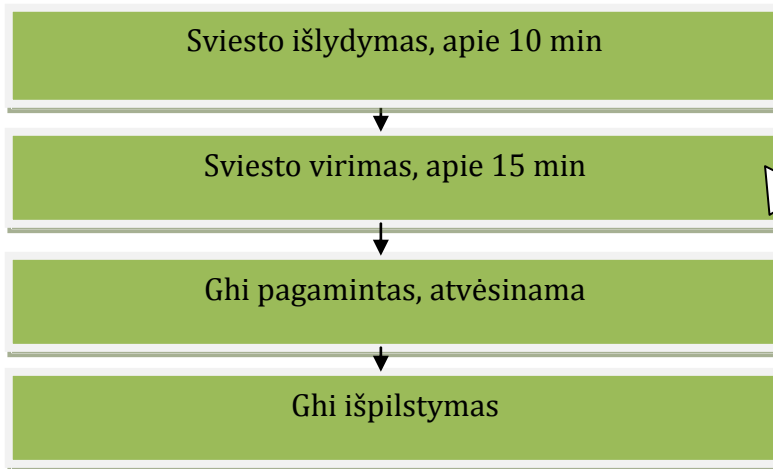 Sviesto išlydymas, apie 10 min
Sviesto virimas, apie 15 min
Ghi pagamintas, atvėsinama
Ghi išpilstymas